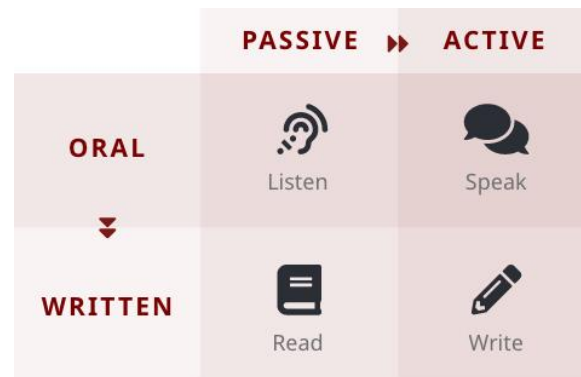 PASSIVE ACTIVE
ORAL
Listen Speak
WRITTEN
Read Write